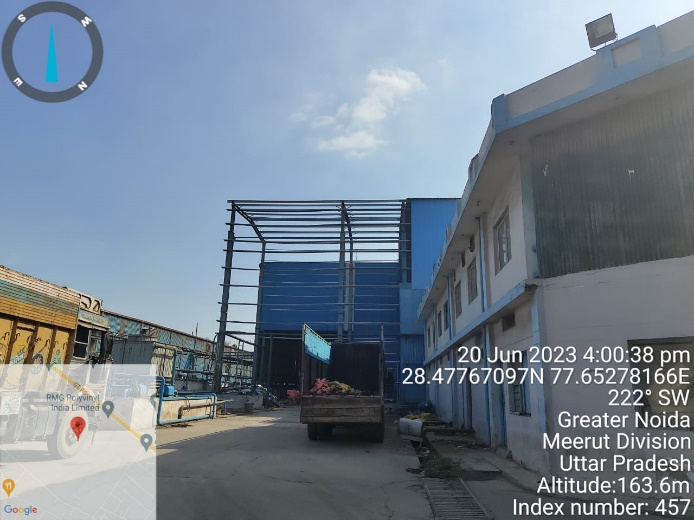 S
W
E
N
RMG Polyvinyl
India Limited
Google
20 Jun 2023 4:00:38 pm
28.47767097N 77.65278166E
222° SW
Greater Noida
Meerut Division
Uttar Pradesh
Altitude:163.6m
Index number: 457